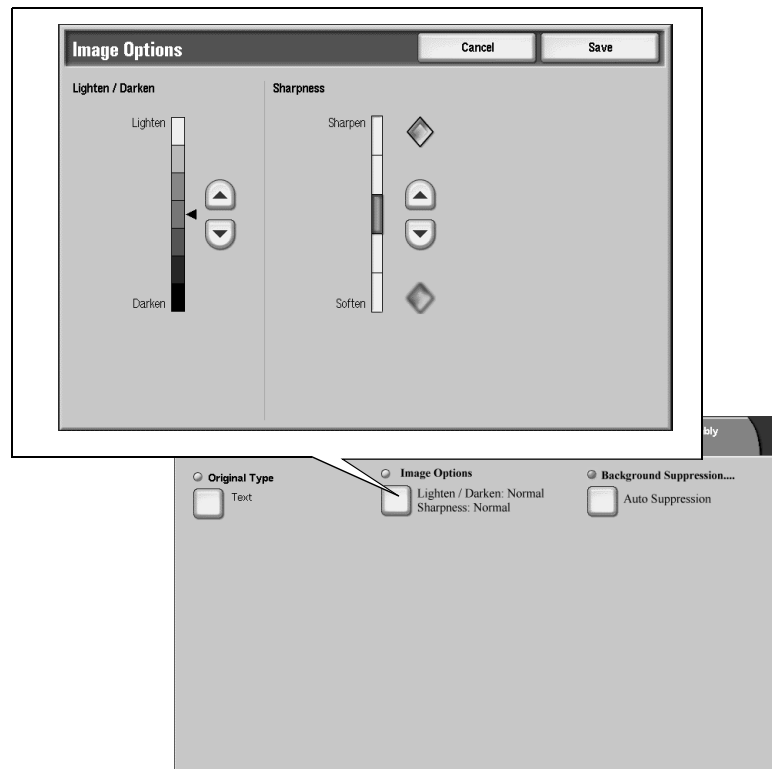 Image Options
Cancel
Save
Lighten / Darken
Sharpness
Lighten
Sharpen
Darken
Soften
bly
Original Type
Text
Image Options
Lighten / Darken: Normal
Sharpness: Normal
Background Suppression....
Auto Suppression